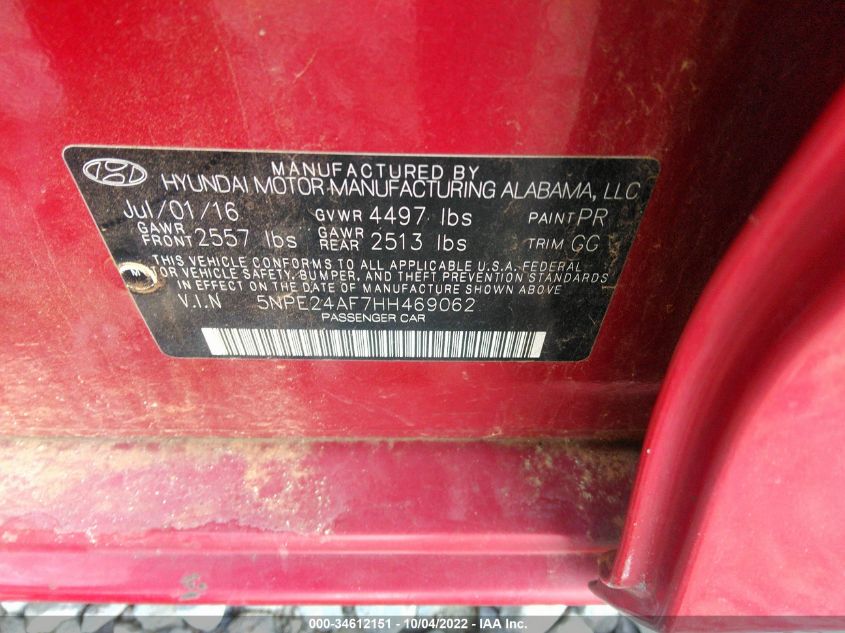 MANUFACTURED BY
HYUNDAI MOTOR MANUFACTURING ALABAMA, LLC
Jul/01/16 GVWR 4497 lbs PAINT PR
GAWR FRONT 2557 lbs GAWR REAR 2513 lbs TRIM GG
THIS VEHICLE CONFORMS TO ALL APPLICABLE U.S.A. FEDERAL
MOTOR VEHICLE SAFETY, BUMPER, AND THEFT PREVENTION STANDARDS
IN EFFECT ON THE DATE OF MANUFACTURE SHOWN ABOVE
V.I.N 5NPE24AF7HH469062
PASSENGER CAR
000-34612151 - 10/04/2022 - IAA Inc.